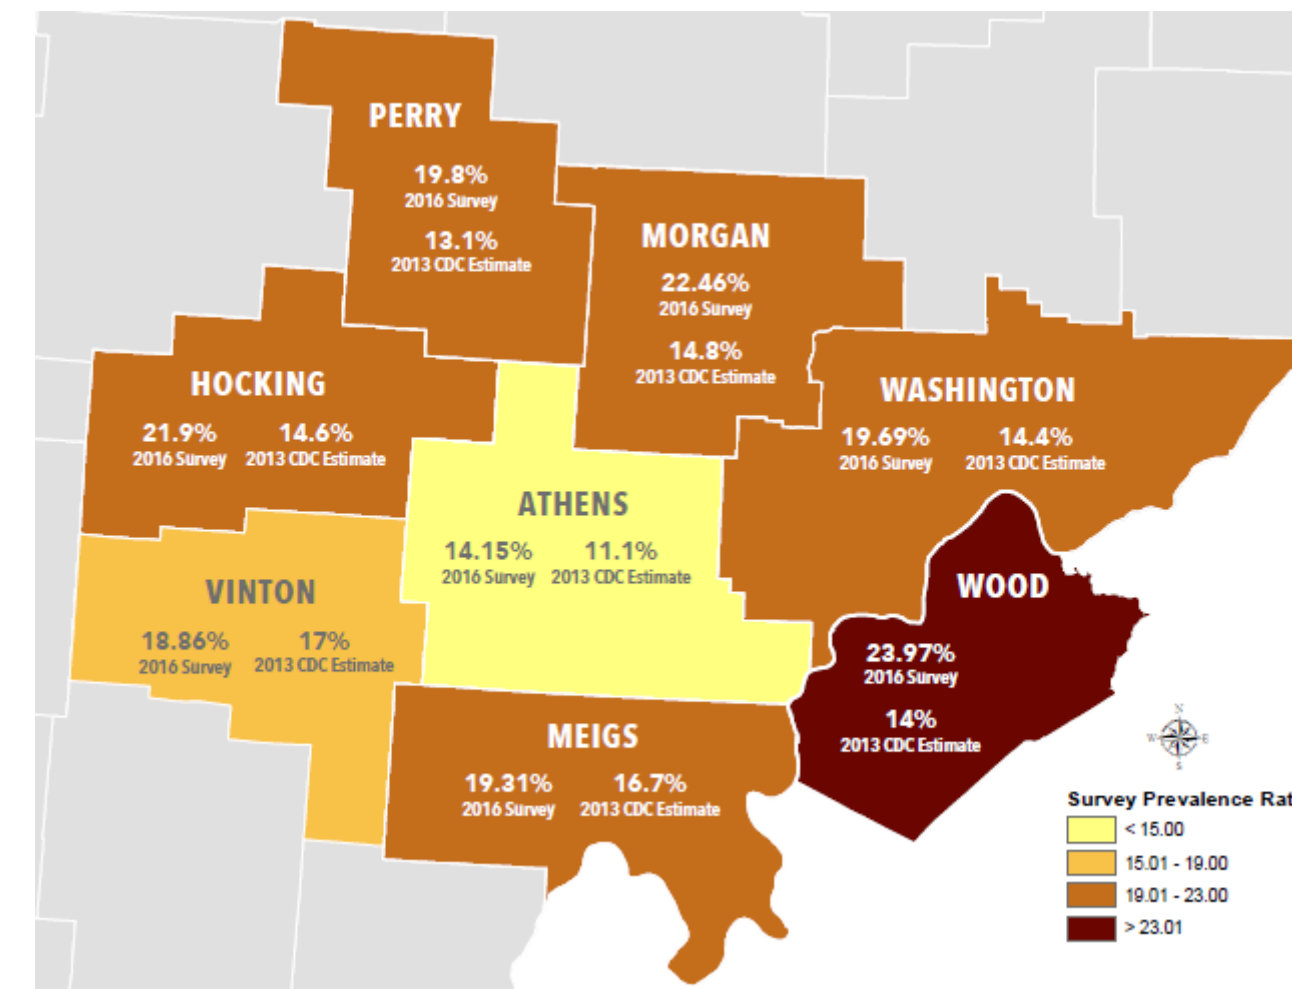 PERRY
19.8%
2016 Survey
13.1%
2013 CDC Estimate
MORGAN
22.46%
2016 Survey
14.8%
2013 CDC Estimate
HOCKING
21.9% 14.6%
2016 Survey 2013 CDC Estimate
WASHINGTON
19.69% 14.4%
2016 Survey 2013 CDC Estimate
ATHENS
14.15% 11.1%
2016 Survey 2013 CDC Estimate
VINTON
18.86% 17%
2016 Survey 2013 CDC Estimate
WOOD
23.97%
2016 Survey
14%
2013 CDC Estimate
MEIGS
19.31% 16.7%
2016 Survey 2013 CDC Estimate
N
W E
S
Survey Prevalence Rat
< 15.00
15.01 - 19.00
19.01 - 23.00
> 23.01